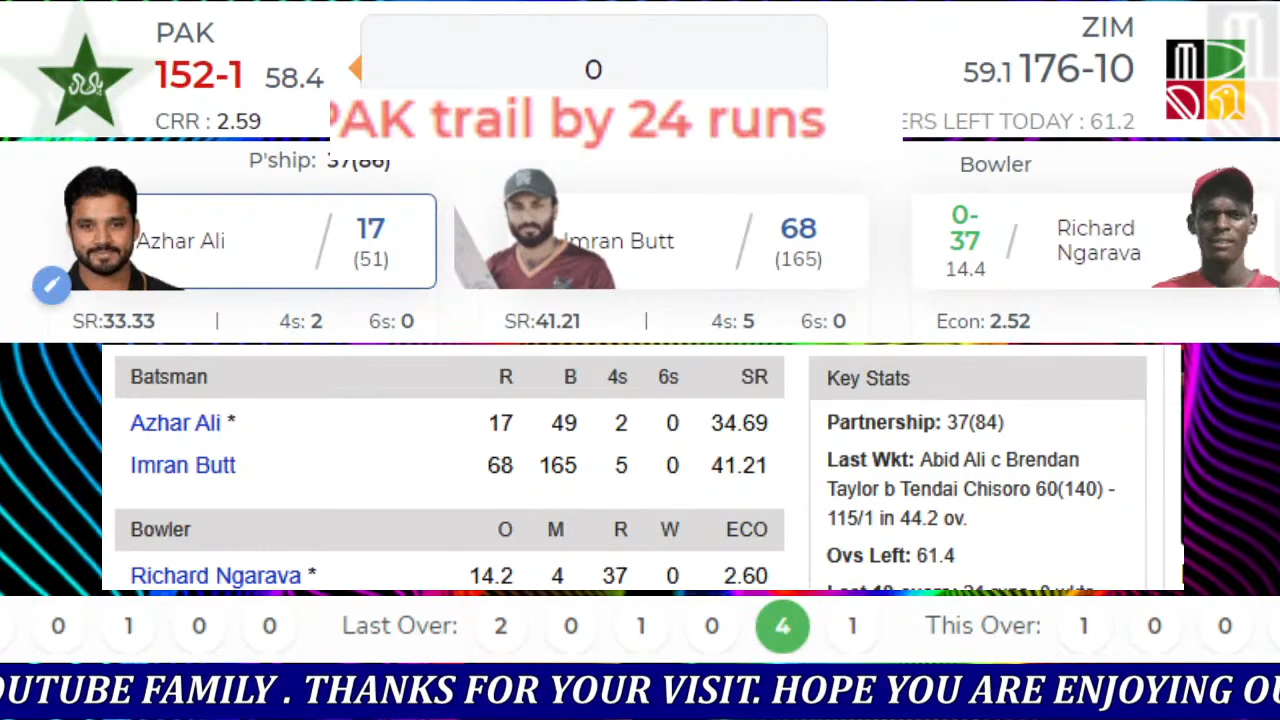 PAK
152-1 58.4
CRR : 2.59
0
PAK trail by 24 runs
ZIM
59.1 176-10
ERS LEFT TODAY : 61.2
P'ship: 37(86)
Azhar Ali
17
(51)
SR:33.33 | 4s: 2 6s: 0
Imran Butt
68
(165)
SR:41.21 | 4s: 5 6s: 0
Bowler
0-
37
14.4
Richard
Ngarava
Econ: 2.52
Batsman R B 4s 6s SR
Azhar Ali * 17 49 2 0 34.69
Imran Butt 68 165 5 0 41.21
Bowler O M R W ECO
Richard Ngarava * 14.2 4 37 0 2.60
Key Stats
Partnership: 37(84)
Last Wkt: Abid Ali c Brendan
Taylor b Tendai Chisoro 60(140) -
115/1 in 44.2 ov.
Ovs Left: 61.4
0 1 0 0 Last Over: 2 0 1 0 4 1 This Over: 1 0 0
OUTUBE FAMILY . THANKS FOR YOUR VISIT. HOPE YOU ARE ENJOYING OU